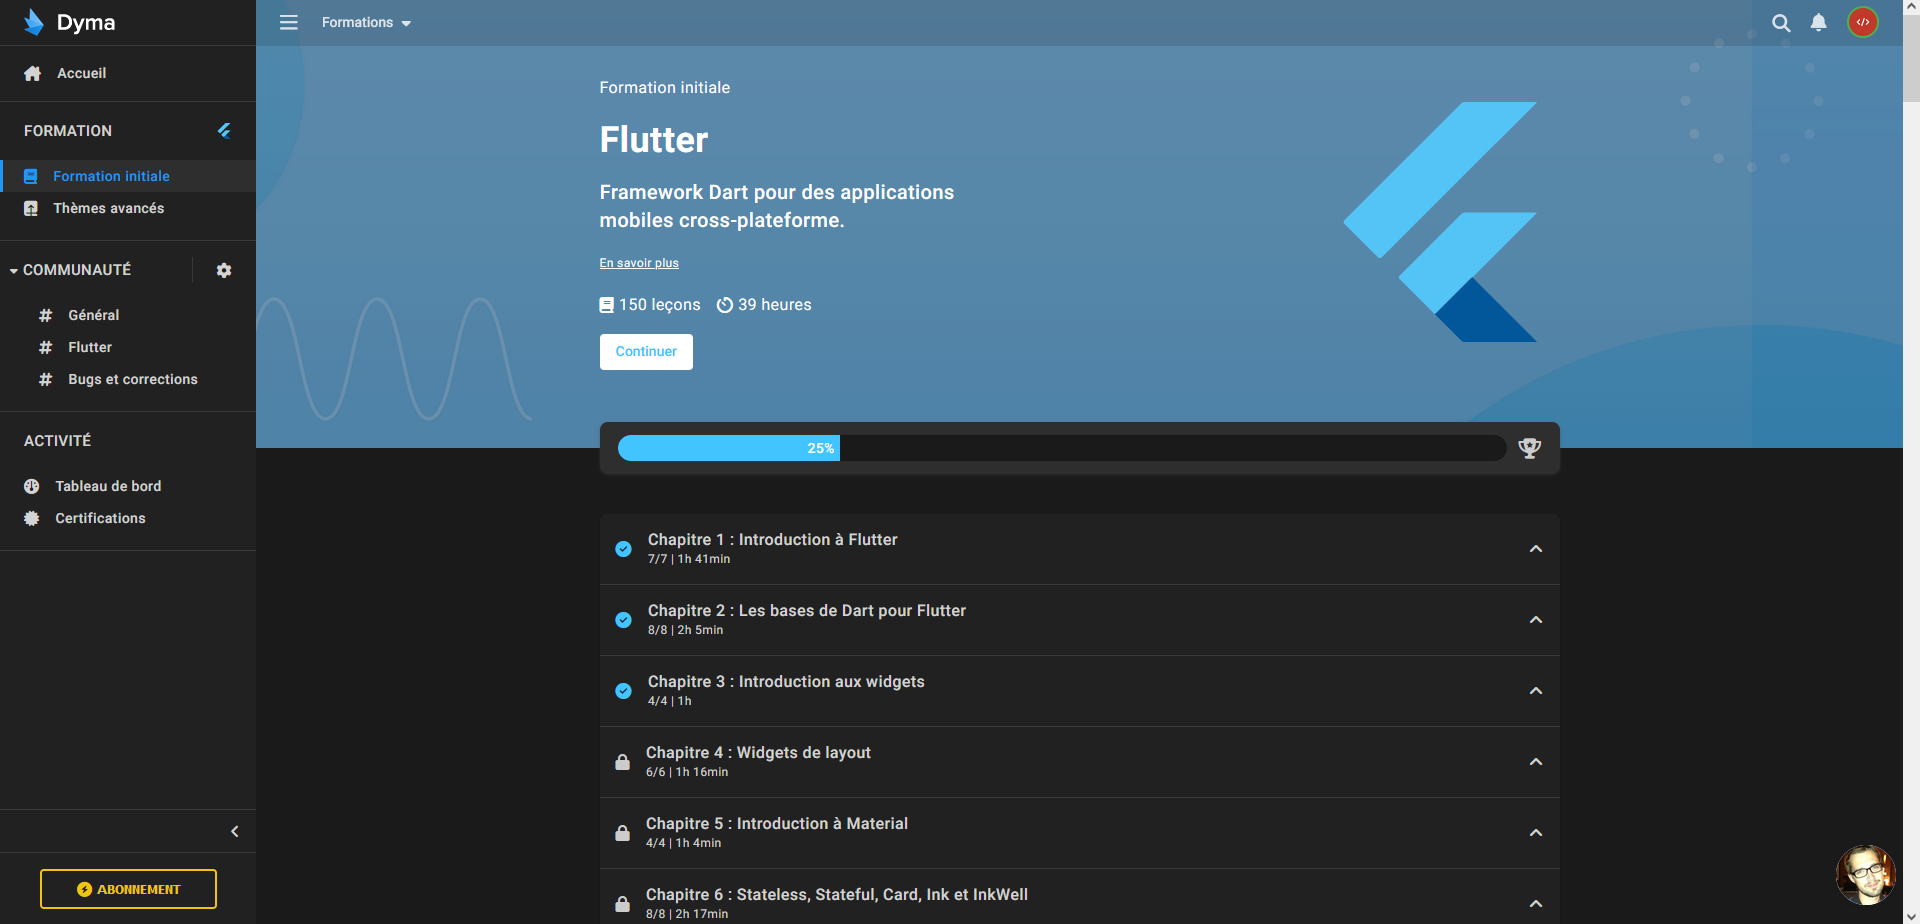 Dyma
Formations
Accueil
FORMATION
Formation initiale
Thèmes avancés
COMMUNAUTÉ
# Général
# Flutter
# Bugs et corrections
ACTIVITÉ
Tableau de bord
Certifications
ABONNEMENT
</>
Formation initiale
Flutter
Framework Dart pour des applications
mobiles cross-plateforme.
En savoir plus
150 leçons 39 heures
Continuer
25%
Chapitre 1 : Introduction à Flutter
7/7 | 1h 41min
Chapitre 2 : Les bases de Dart pour Flutter
8/8 | 2h 5min
Chapitre 3 : Introduction aux widgets
4/4 | 1h
Chapitre 4 : Widgets de layout
6/6 | 1h 16min
Chapitre 5 : Introduction à Material
4/4 | 1h 4min
Chapitre 6 : Stateless, Stateful, Card, Ink et InkWell
8/8 | 2h 17min